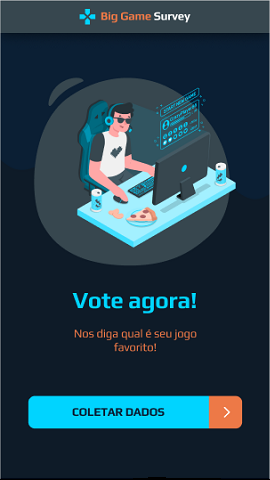 Big Game Survey
Vote agora!
Nos diga qual é seu jogo
favorito!
COLETAR DADOS